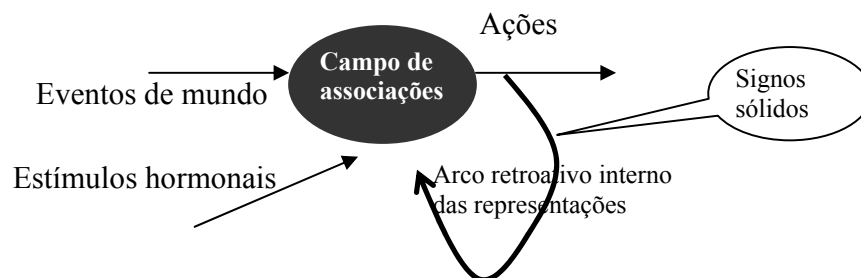 Ações
Campo de
associações
Eventos de mundo
Signos
sólidos
Estímulos hormonais
Arco retroativo interno
das representações